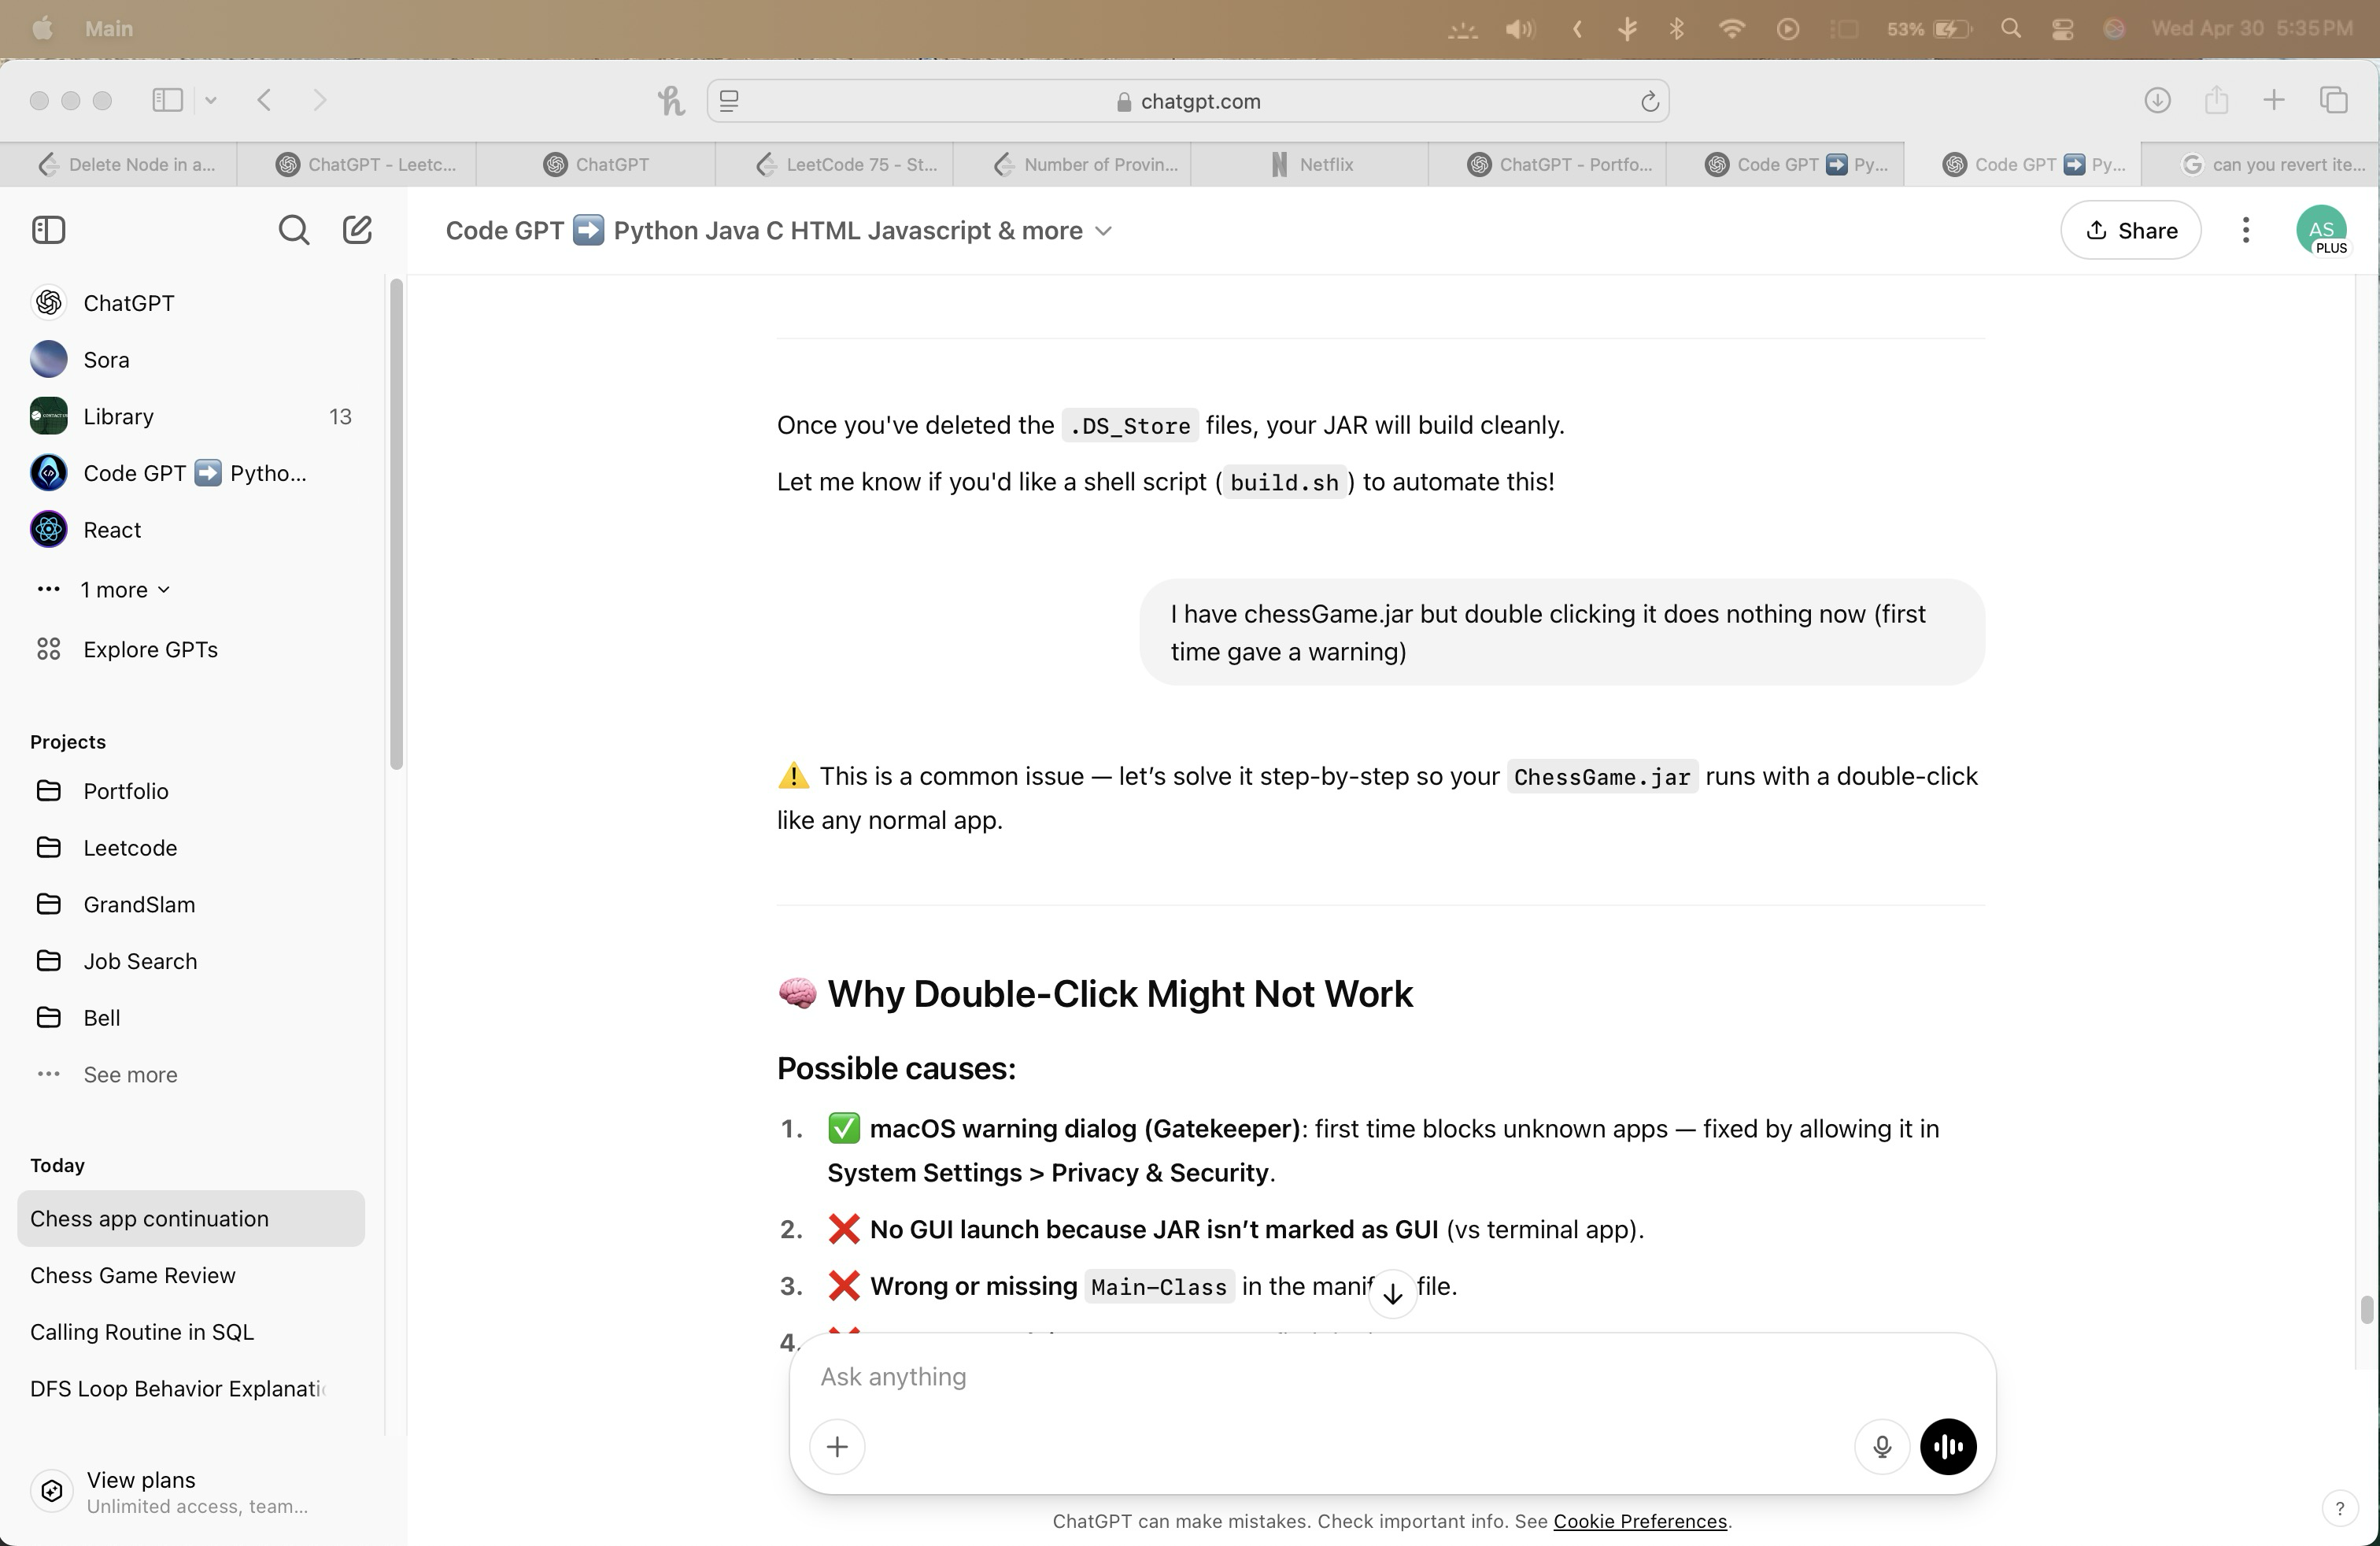 Main
53%
Wed Apr 30 5:35 PM
chatgpt.com
Delete Node in a...
ChatGPT - Leetc...
ChatGPT
LeetCode 75 - St...
Number of Provin...
Netflix
ChatGPT - Portfo...
Code GPT ➡️ Py...
Code GPT ➡️ Py...
can you revert ite...
Code GPT ➡️ Python Java C HTML Javascript & more
Share
AS
PLUS
ChatGPT
Sora
Library 13
Code GPT ➡️ Pytho...
React
1 more
Explore GPTs
Projects
Portfolio
Leetcode
GrandSlam
Job Search
Bell
See more
Today
Chess app continuation
Chess Game Review
Calling Routine in SQL
DFS Loop Behavior Explanati
View plans
Unlimited access, team...
Once you've deleted the .DS_Store files, your JAR will build cleanly.
Let me know if you'd like a shell script (build.sh) to automate this!
I have chessGame.jar but double clicking it does nothing now (first
time gave a warning)
⚠️ This is a common issue — let’s solve it step-by-step so your ChessGame.jar runs with a double-click
like any normal app.
🧠 Why Double-Click Might Not Work
Possible causes:
1. ✅ macOS warning dialog (Gatekeeper): first time blocks unknown apps — fixed by allowing it in
System Settings > Privacy & Security.
2. ❌ No GUI launch because JAR isn’t marked as GUI (vs terminal app).
3. ❌ Wrong or missing Main-Class in the manif file.
4.
Ask anything
ChatGPT can make mistakes. Check important info. See Cookie Preferences.
?